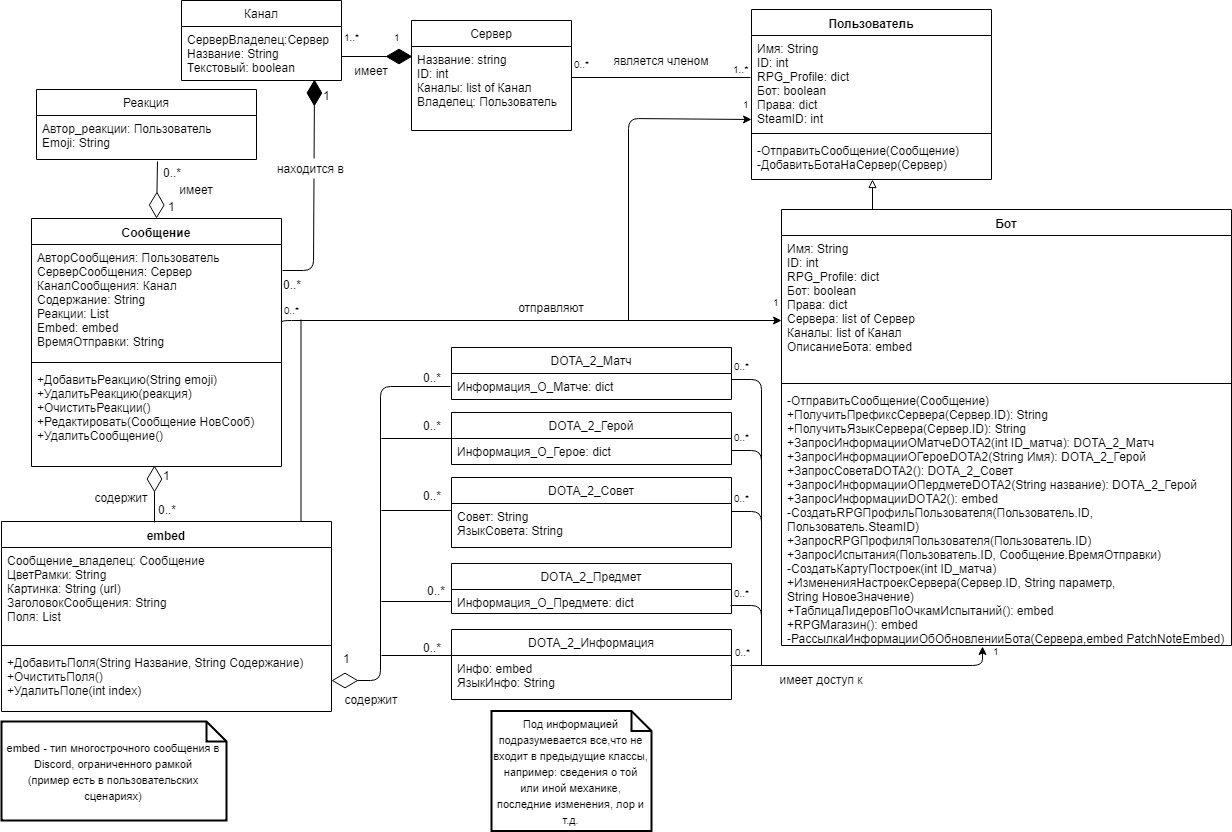 Канал
СерверВладелец:Сервер
Название: String
Текстовый: boolean
1..*
1
имеет
Сервер
Название: string
ID: int
Каналы: list of Канал
Владелец: Пользователь
0..*
является членом
1..*
Пользователь
Имя: String
ID: int
RPG_Profile: dict
Бот: boolean
Права: dict
SteamID: int
-ОтправитьСообщение(Сообщение)
-ДобавитьБотаНаСервер(Сервер)
1
Реакция
Автор_реакции: Пользователь
Emoji: String
0..*
имеет
1
1
находится в
0..*
Сообщение
АвторСообщения: Пользователь
СерверСообщения: Сервер
КаналСообщения: Канал
Содержание: String
Реакции: List
Embed: embed
ВремяОтправки: String
+ДобавитьРеакцию(String emoji)
+УдалитьРеакцию(реакция)
+ОчиститьРеакции()
+Редактировать(Сообщение НовСооб)
+УдалитьСообщение()
0..*
отправляют
1
Бот
Имя: String
ID: int
RPG_Profile: dict
Бот: boolean
Права: dict
Сервера: list of Сервер
Каналы: list of Канал
ОписаниеБота: embed
-ОтправитьСообщение(Сообщение)
+ПолучитьПрефиксСервера(Сервер.ID): String
+ПолучитьЯзыкСервера(Сервер.ID): String
+ЗапросИнформацииОМатчеDOTA2(int ID_матча): DOTA_2_Матч
+ЗапросИнформацииОГероеDOTA2(String Имя): DOTA_2_Герой
+ЗапросСоветаDOTA2(): DOTA_2_Совет
+ЗапросИнформацииОПердметеDOTA2(String название): DOTA_2_Герой
+ЗапросИнформацииDOTA2(): embed
-СоздатьRPGПрофильПользователя(Пользователь.ID,
Пользователь.SteamID)
+ЗапросRPGПрофиляПользователя(Пользователь.ID)
+ЗапросИспытания(Пользователь.ID, Сообщение.ВремяОтправки)
-СоздатьКартуПостроек(int ID_матча)
+ИзмененияНастроекСервера(Сервер.ID, String параметр,
String НовоеЗначение)
+ТаблицаЛидеровПоОчкамИспытаний(): embed
+RPGМагазин(): embed
-РассылкаИнформацииОбОбновленииБота(Сервера,embed PatchNoteEmbed)
1
имеет доступ к
0..*
DOTA_2_Матч
Информация_О_Матче: dict
0..*
0..*
DOTA_2_Герой
Информация_О_Герое: dict
0..*
0..*
DOTA_2_Совет
Совет: String
ЯзыкСовета: String
0..*
0..*
DOTA_2_Предмет
Информация_О_Предмете: dict
0..*
0..*
DOTA_2_Информация
Инфо: embed
ЯзыкИнфо: String
0..*
1
содержит
0..*
embed
Сообщение_владелец: Сообщение
ЦветРамки: String
Картинка: String (url)
ЗаголовокСообщения: String
Поля: List
+ДобавитьПоля(String Название, String Содержание)
+ОчиститьПоля()
+УдалитьПоле(int index)
1
содержит
embed - тип многострочного сообщения в
Discord, ограниченного рамкой
(пример есть в пользовательских
сценариях)
Под информацией
подразумевается все,что не
входит в предыдущие классы,
например: сведения о той
или иной механике,
последние изменения, лор и
т.д.